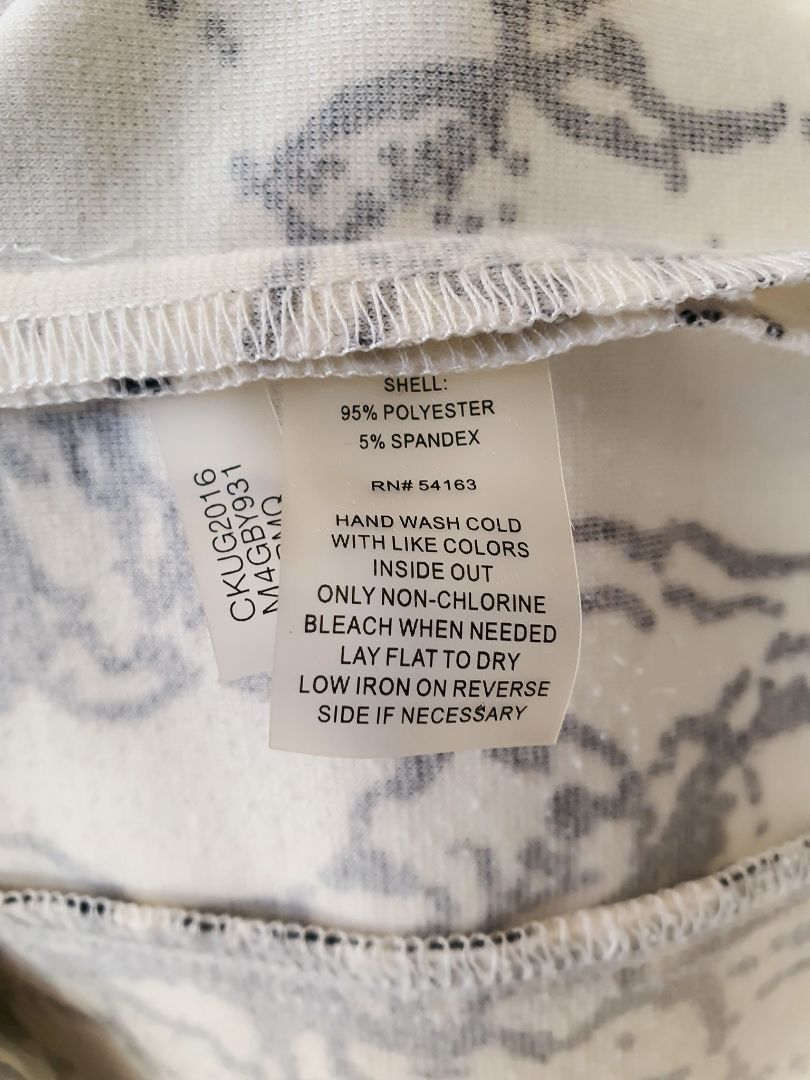 SHELL:
95% POLYESTER
5% SPANDEX
RN# 54163
HAND WASH COLD
WITH LIKE COLORS
INSIDE OUT
ONLY NON-CHLORINE
BLEACH WHEN NEEDED
LAY FLAT TO DRY
LOW IRON ON REVERSE
SIDE IF NECESSARY
CKUG2016
M4GBY931